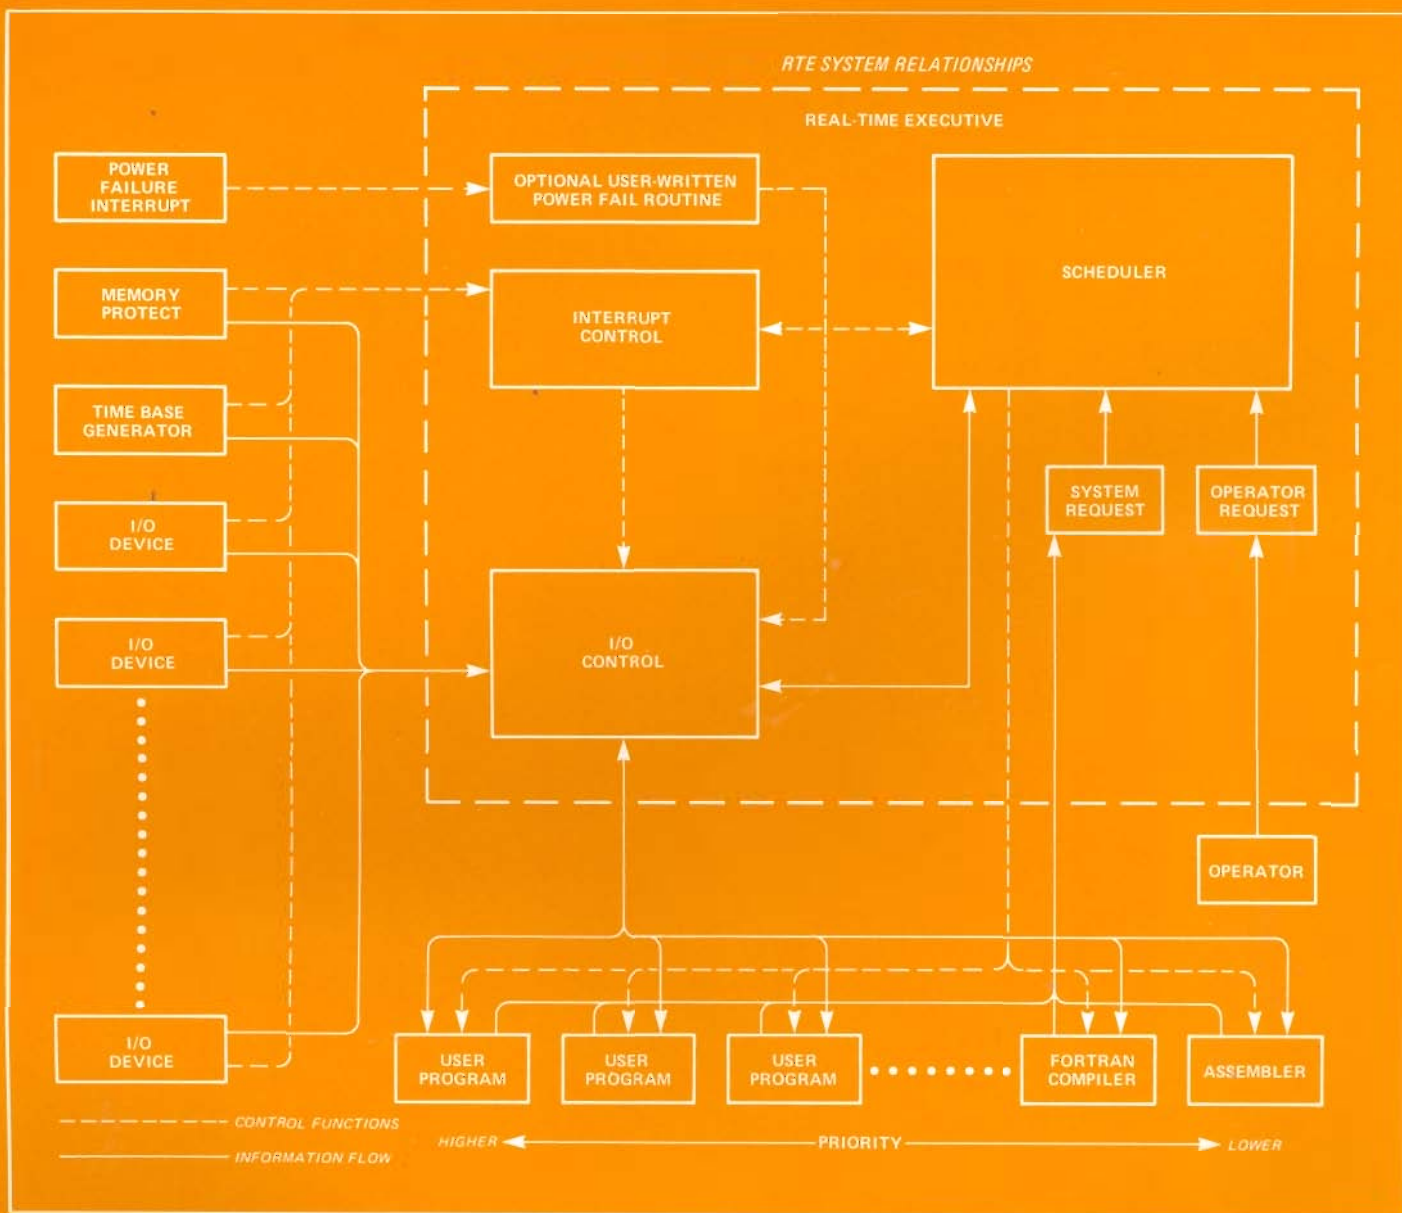 RTE SYSTEM RELATIONSHIPS
REAL-TIME EXECUTIVE
POWER
FAILURE
INTERRUPT
OPTIONAL USER-WRITTEN
POWER FAIL ROUTINE
SCHEDULER
MEMORY
PROTECT
INTERRUPT
CONTROL
TIME BASE
GENERATOR
SYSTEM
REQUEST
OPERATOR
REQUEST
I/O
DEVICE
I/O
DEVICE
I/O
CONTROL
OPERATOR
I/O
DEVICE
USER
PROGRAM
USER
PROGRAM
USER
PROGRAM
FORTRAN
COMPILER
ASSEMBLER
CONTROL FUNCTIONS
INFORMATION FLOW
HIGHER
PRIORITY
LOWER